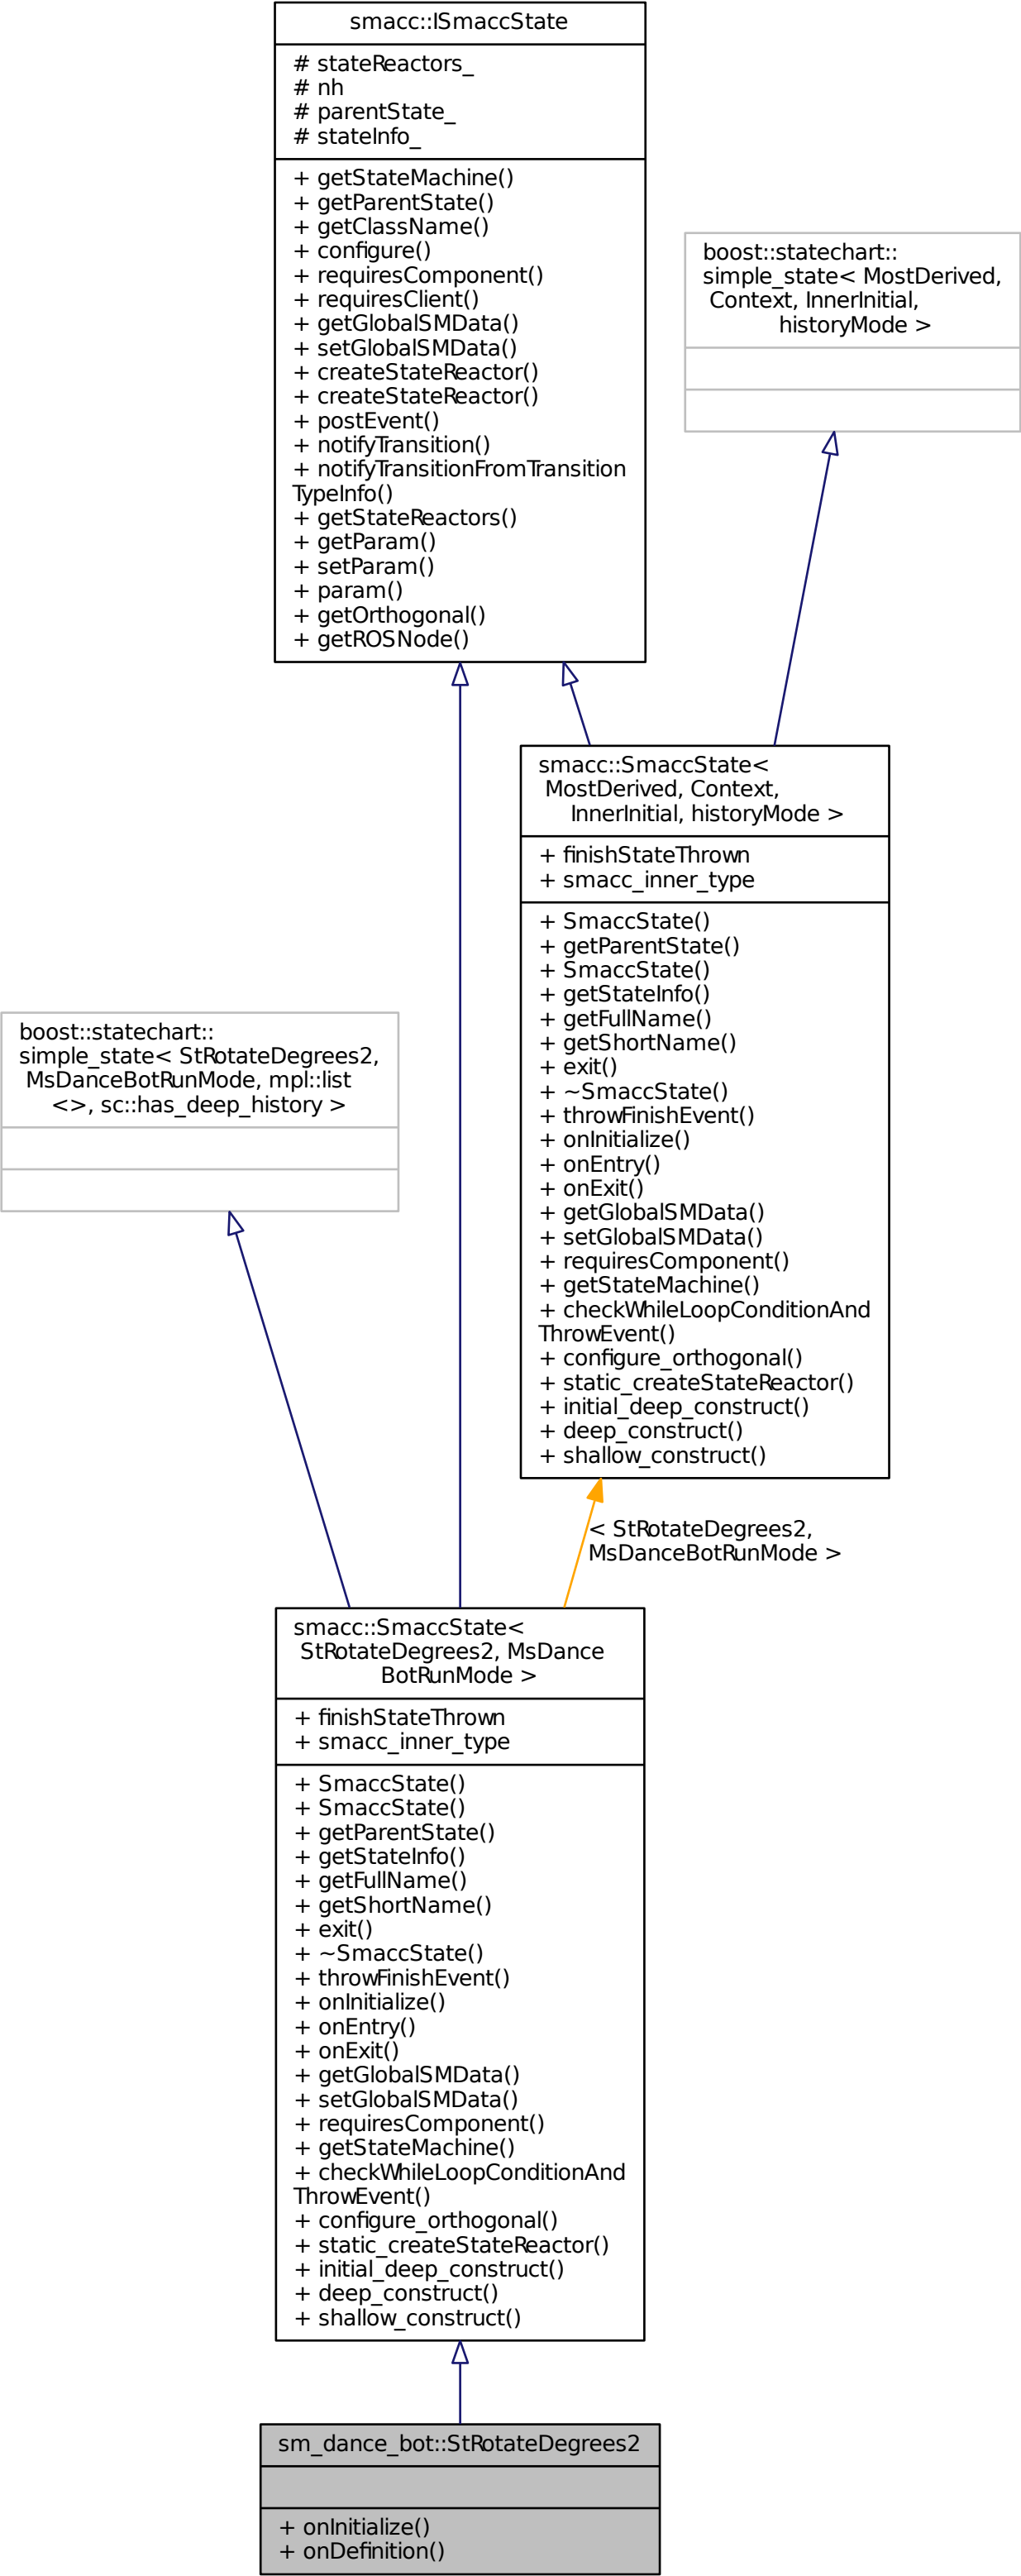 smacc::ISmaccState
# stateReactors_
# nh
# parentState_
# stateInfo_
+ getStateMachine()
+ getParentState()
+ getClassName()
+ configure()
+ requiresComponent()
+ requiresClient()
+ getGlobalSMData()
+ setGlobalSMData()
+ createStateReactor()
+ createStateReactor()
+ postEvent()
+ notifyTransition()
+ notifyTransitionFromTransition
TypeInfo()
+ getStateReactors()
+ getParam()
+ setParam()
+ param()
+ getOrthogonal()
+ getROSNode()
boost::statechart::
simple_state< MostDerived,
Context, InnerInitial,
historyMode >
smacc::SmaccState<
MostDerived, Context,
InnerInitial, historyMode >
+ finishStateThrown
+ smacc_inner_type
+ SmaccState()
+ getParentState()
+ SmaccState()
+ getStateInfo()
+ getFullName()
+ getShortName()
+ exit()
+ ~SmaccState()
+ throwFinishEvent()
+ onInitialize()
+ onEntry()
+ onExit()
+ getGlobalSMData()
+ setGlobalSMData()
+ requiresComponent()
+ getStateMachine()
+ checkWhileLoopConditionAnd
ThrowEvent()
+ configure_orthogonal()
+ static_createStateReactor()
+ initial_deep_construct()
+ deep_construct()
+ shallow_construct()
boost::statechart::
simple_state< StRotateDegrees2,
MsDanceBotRunMode, mpl::list
<>, sc::has_deep_history >
< StRotateDegrees2,
MsDanceBotRunMode >
smacc::SmaccState<
StRotateDegrees2, MsDance
BotRunMode >
+ finishStateThrown
+ smacc_inner_type
+ SmaccState()
+ SmaccState()
+ getParentState()
+ getStateInfo()
+ getFullName()
+ getShortName()
+ exit()
+ ~SmaccState()
+ throwFinishEvent()
+ onInitialize()
+ onEntry()
+ onExit()
+ getGlobalSMData()
+ setGlobalSMData()
+ requiresComponent()
+ getStateMachine()
+ checkWhileLoopConditionAnd
ThrowEvent()
+ configure_orthogonal()
+ static_createStateReactor()
+ initial_deep_construct()
+ deep_construct()
+ shallow_construct()
sm_dance_bot::StRotateDegrees2
+ onInitialize()
+ onDefinition()